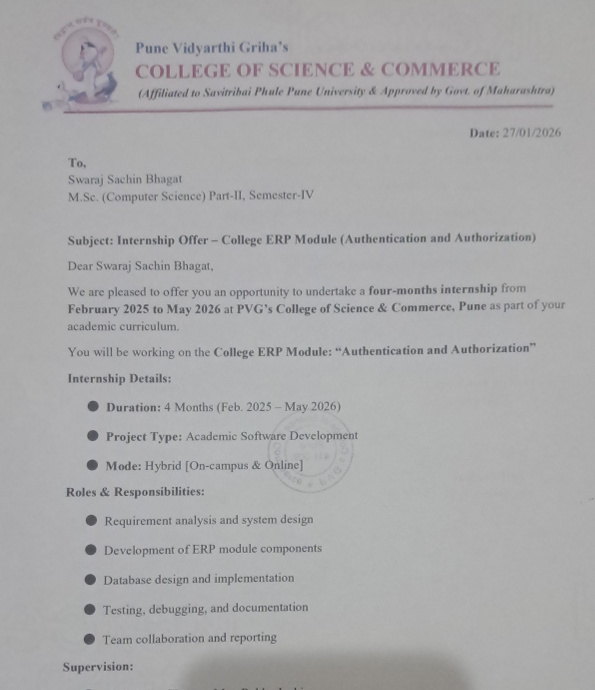 Pune Vidyarthi Griha's
COLLEGE OF SCIENCE & COMMERCE
(Affiliated to Savitribai Phule Pune University & Approved by Govt. of Maharashtra)
Date: 27/01/2026
To,
Swaraj Sachin Bhagat
M.Sc. (Computer Science) Part-II, Semester-IV
Subject: Internship Offer – College ERP Module (Authentication and Authorization)
Dear Swaraj Sachin Bhagat,
We are pleased to offer you an opportunity to undertake a four-months internship from
February 2025 to May 2026 at PVG's College of Science & Commerce, Pune as part of your
academic curriculum.
You will be working on the College ERP Module: “Authentication and Authorization”
Internship Details:
● Duration: 4 Months (Feb. 2025 – May 2026)
● Project Type: Academic Software Development
● Mode: Hybrid [On-campus & Online]
Roles & Responsibilities:
● Requirement analysis and system design
● Development of ERP module components
● Database design and implementation
● Testing, debugging, and documentation
● Team collaboration and reporting
Supervision: